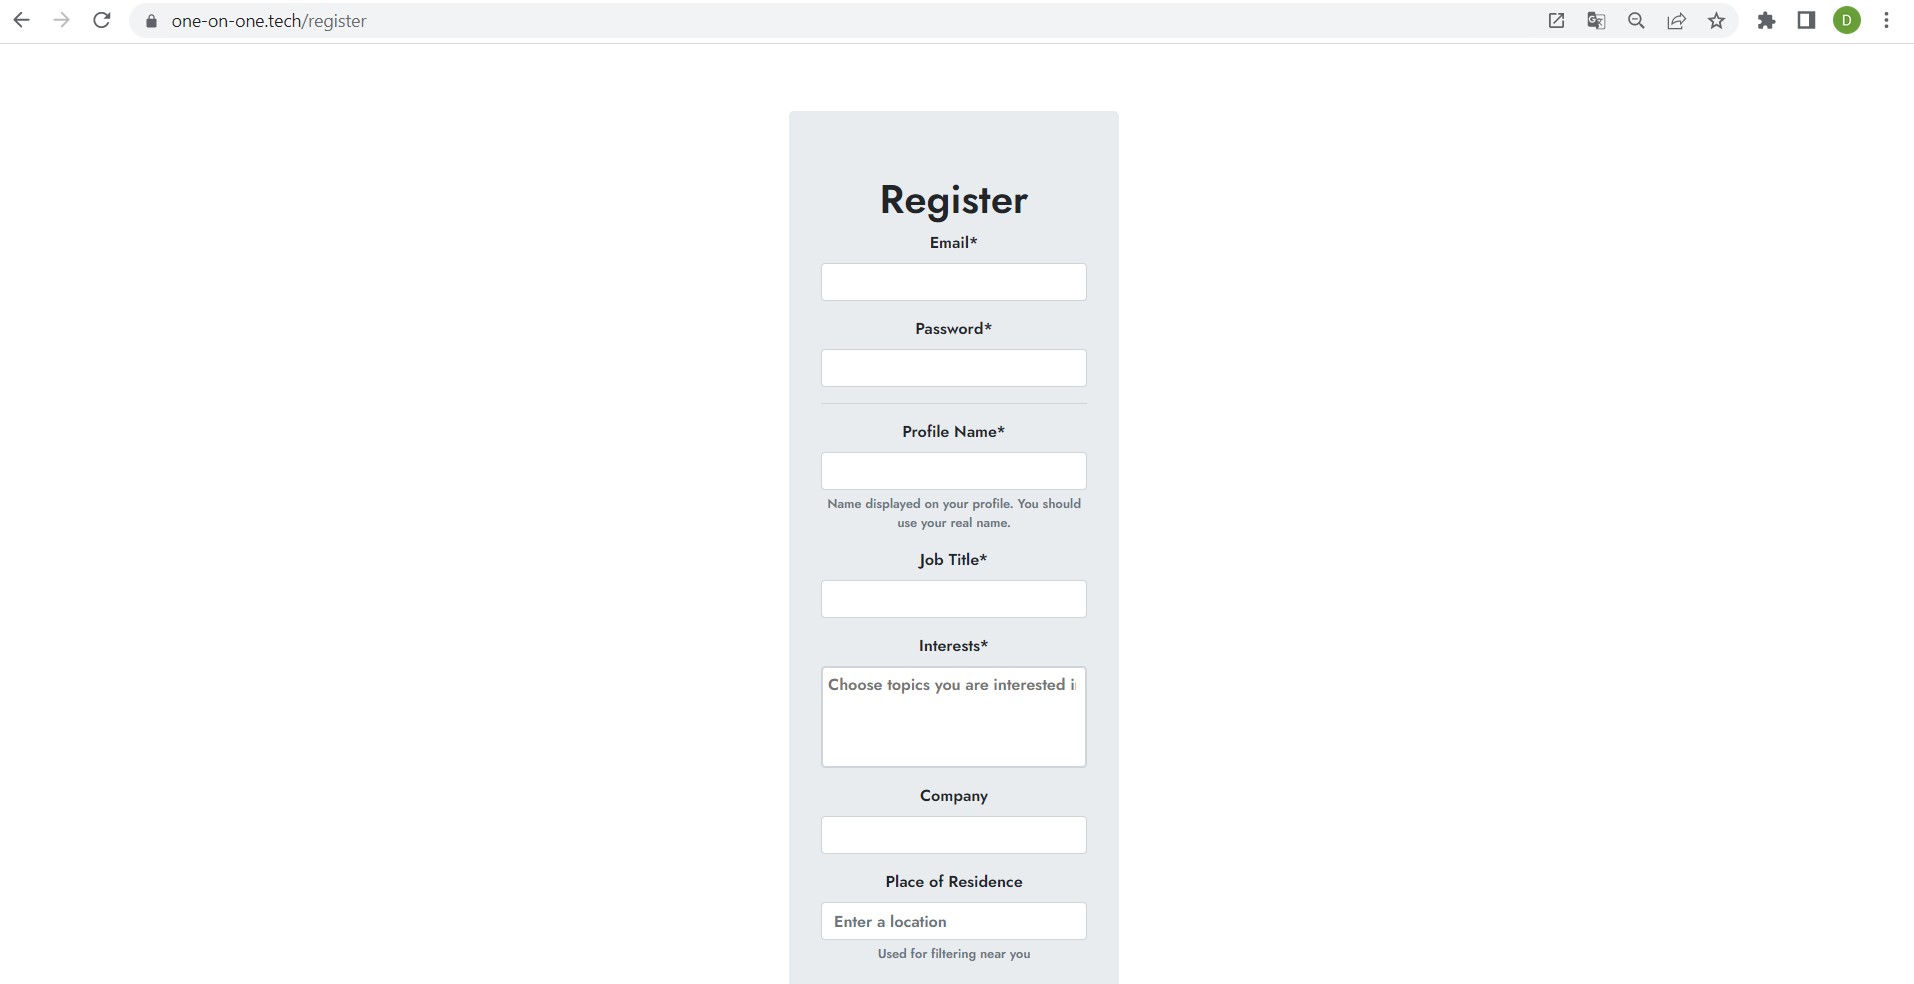 one-on-one.tech/register
D
Register
Email*
Password*
Profile Name*
Name displayed on your profile. You should
use your real name.
Job Title*
Interests*
Choose topics you are interested i
Company
Place of Residence
Enter a location
Used for filtering near you